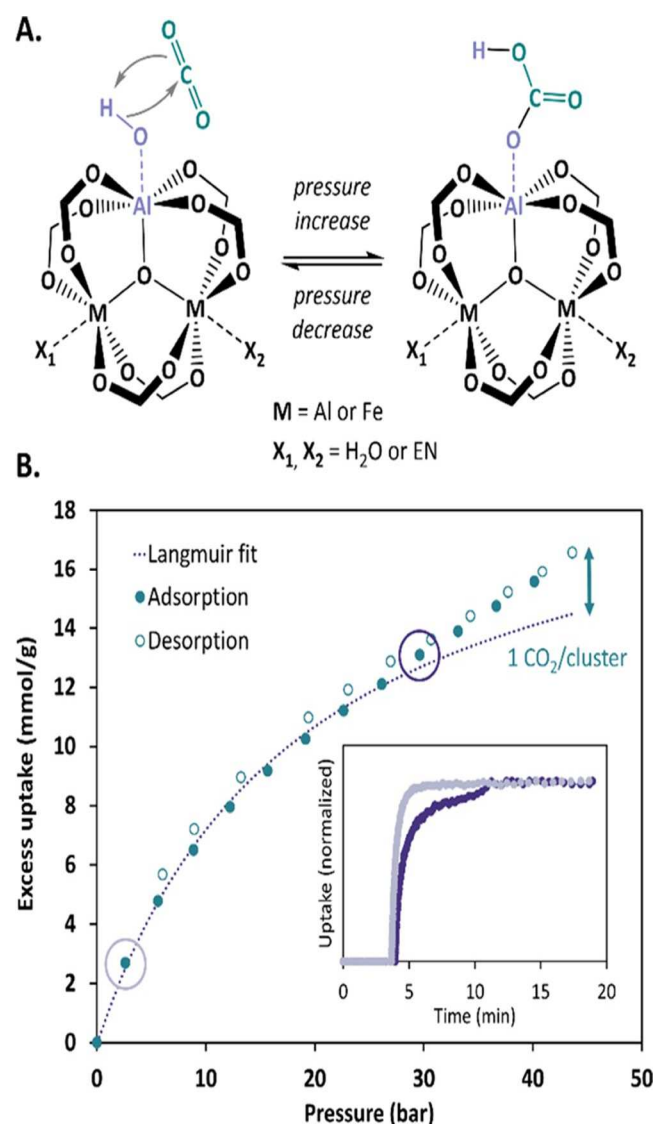 A.
O
C
O
H
O
H O
C O
O
O O
Al
O O
O O
O O
M M
X₁ X₂
O O
O O
pressure
increase
pressure
decrease
O O
Al
O O
O O
O O
M M
X₁ X₂
O O
O O
M = Al or Fe
X₁, X₂ = H₂O or EN
B.
Excess uptake (mmol/g)
18
16
14
12
10
8
6
4
2
0
Langmuir fit
Adsorption
Desorption
1 CO₂/cluster
Uptake (normalized)
0 5 10 15 20
Time (min)
0 10 20 30 40 50
Pressure (bar)